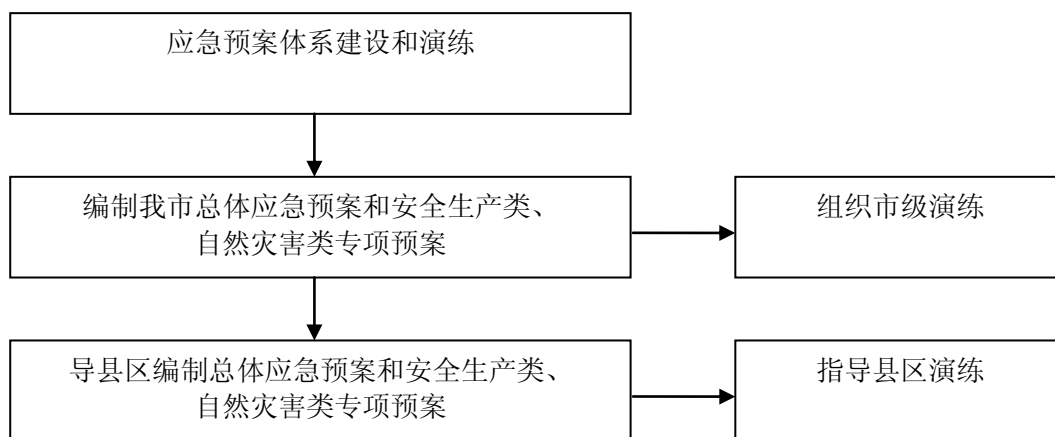 应急预案体系建设和演练
编制我市总体应急预案和安全生产类、
自然灾害类专项预案
组织市级演练
导县区编制总体应急预案和安全生产类、
自然灾害类专项预案
指导县区演练